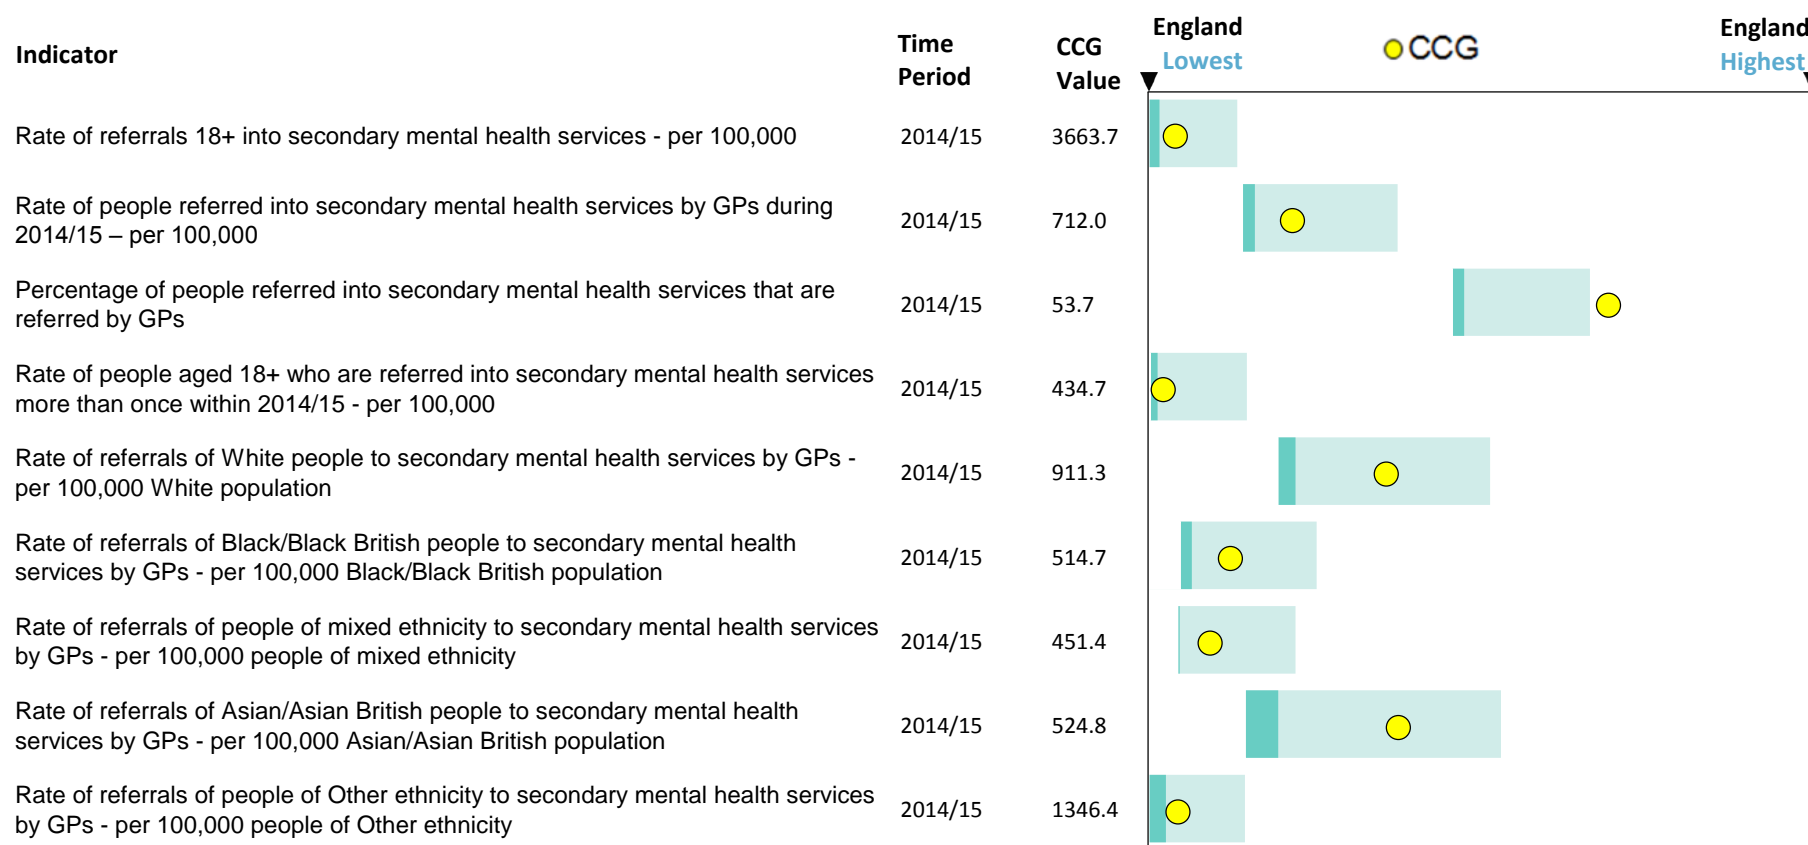 Indicator
Time
Period
CCG
Value
England
Lowest
CCG
England
Highest
Rate of referrals 18+ into secondary mental health services - per 100,000
2014/15
3663.7
Rate of people referred into secondary mental health services by GPs during
2014/15 – per 100,000
2014/15
712.0
Percentage of people referred into secondary mental health services that are
referred by GPs
2014/15
53.7
Rate of people aged 18+ who are referred into secondary mental health services
more than once within 2014/15 - per 100,000
2014/15
434.7
Rate of referrals of White people to secondary mental health services by GPs -
per 100,000 White population
2014/15
911.3
Rate of referrals of Black/Black British people to secondary mental health
services by GPs - per 100,000 Black/Black British population
2014/15
514.7
Rate of referrals of people of mixed ethnicity to secondary mental health services
by GPs - per 100,000 people of mixed ethnicity
2014/15
451.4
Rate of referrals of Asian/Asian British people to secondary mental health
services by GPs - per 100,000 Asian/Asian British population
2014/15
524.8
Rate of referrals of people of Other ethnicity to secondary mental health services
by GPs - per 100,000 people of Other ethnicity
2014/15
1346.4